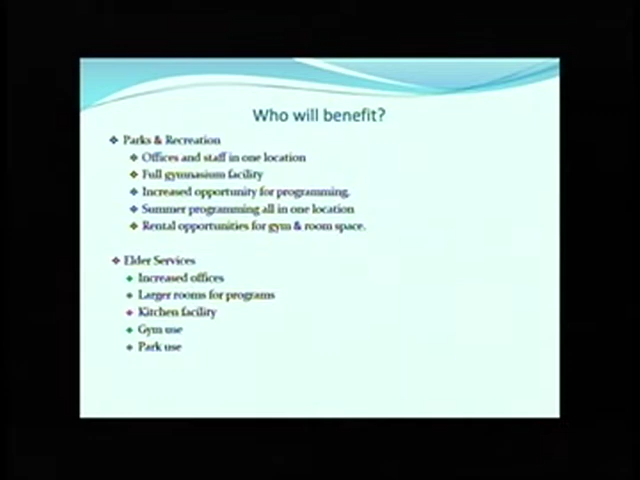 Who will benefit?
Parks & Recreation
Offices and staff in one location
Full gymnasium facility
Increased opportunity for programming.
Summer programming all in one location
Rental opportunities for gym & room space.
Elder Services
Increased offices
Larger rooms for programs
Kitchen facility
Gym use
Park use